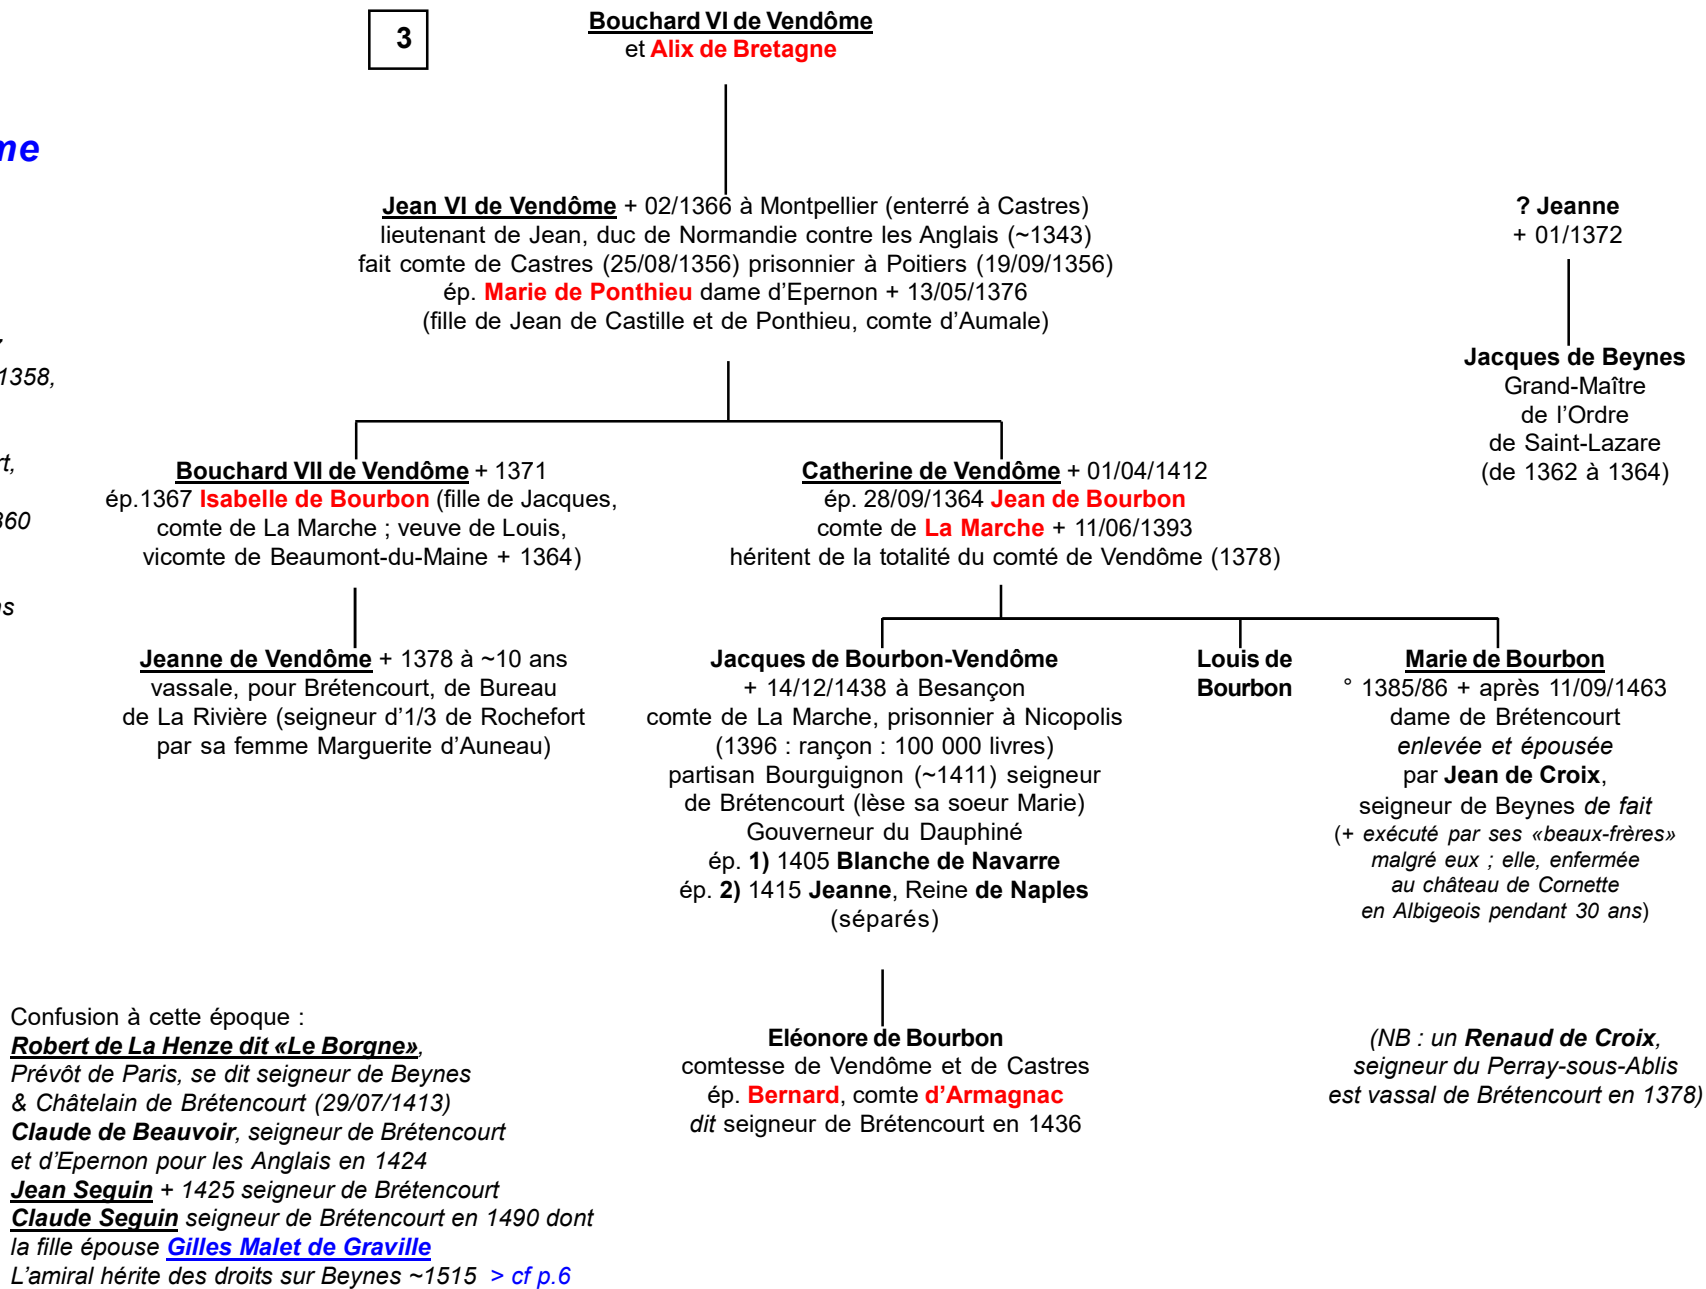 3
Bouchard VI de Vendôme
et Alix de Bretagne
me
Jean VI de Vendôme + 02/1366 à Montpellier (enterré à Castres)
lieutenant de Jean, duc de Normandie contre les Anglais (~1343)
fait comte de Castres (25/08/1356) prisonnier à Poitiers (19/09/1356)
ép. Marie de Ponthieu dame d'Epernon + 13/05/1376
(fille de Jean de Castille et de Ponthieu, comte d'Aumale)
? Jeanne
+ 01/1372
Jacques de Beynes
Grand-Maître
de l'Ordre
de Saint-Lazare
(de 1362 à 1364)
1358,
rt,
360
ns
Bouchard VII de Vendôme + 1371
ép.1367 Isabelle de Bourbon (fille de Jacques,
comte de La Marche ; veuve de Louis,
vicomte de Beaumont-du-Maine + 1364)
Catherine de Vendôme + 01/04/1412
ép. 28/09/1364 Jean de Bourbon
comte de La Marche + 11/06/1393
héritent de la totalité du comté de Vendôme (1378)
Jeanne de Vendôme + 1378 à ~10 ans
vassale, pour Brétencourt, de Bureau
de La Rivière (seigneur d'1/3 de Rochefort
par sa femme Marguerite d'Auneau)
Jacques de Bourbon-Vendôme
+ 14/12/1438 à Besançon
comte de La Marche, prisonnier à Nicopolis
(1396 : rançon : 100 000 livres)
partisan Bourguignon (~1411) seigneur
de Brétencourt (lèse sa soeur Marie)
Gouverneur du Dauphiné
ép. 1) 1405 Blanche de Navarre
ép. 2) 1415 Jeanne, Reine de Naples
(séparés)
Louis de
Bourbon
Marie de Bourbon
° 1385/86 + après 11/09/1463
dame de Brétencourt
enlevée et épousée
par Jean de Croix,
seigneur de Beynes de fait
(+ exécuté par ses «beaux-frères»
malgré eux ; elle, enfermée
au château de Cornette
en Albigeois pendant 30 ans)
Eléonore de Bourbon
comtesse de Vendôme et de Castres
ép. Bernard, comte d'Armagnac
dit seigneur de Brétencourt en 1436
(NB : un Renaud de Croix,
seigneur du Perray-sous-Ablis
est vassal de Brétencourt en 1378)
Confusion à cette époque :
Robert de La Henze dit «Le Borgne»,
Prévôt de Paris, se dit seigneur de Beynes
& Châtelain de Brétencourt (29/07/1413)
Claude de Beauvoir, seigneur de Brétencourt
et d'Epernon pour les Anglais en 1424
Jean Seguin + 1425 seigneur de Brétencourt
Claude Seguin seigneur de Brétencourt en 1490 dont
la fille épouse Gilles Malet de Graville
L'amiral hérite des droits sur Beynes ~1515 > cf p.6